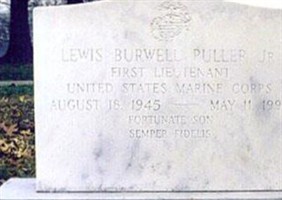 LEWIS BURWELL PULLER JR
FIRST LIEUTENANT
UNITED STATES MARINE CORPS
AUGUST 18 1945 — MAY 11 199
FORTUNATE SON
SEMPER FIDELIS